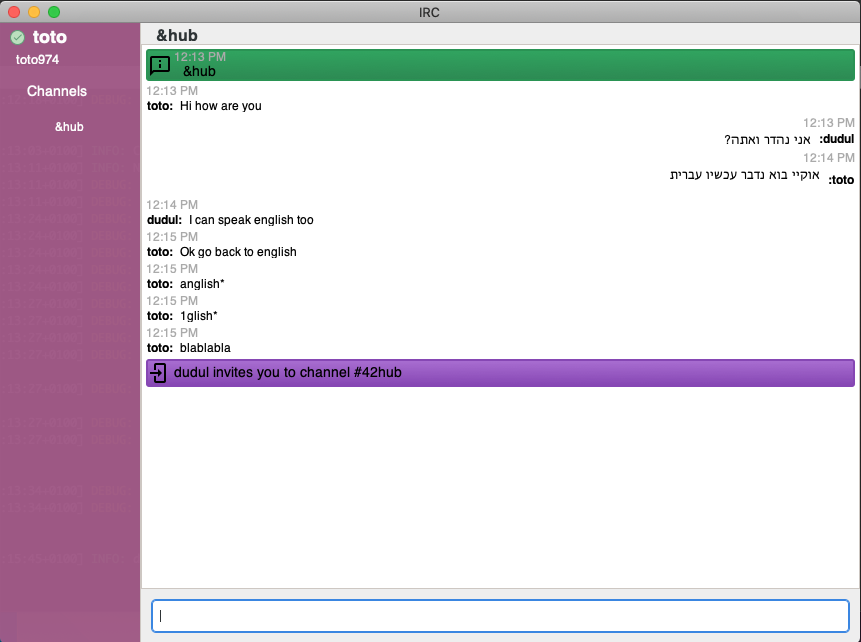 IRC
toto
toto974
Channels
&hub
&hub
12:13 PM
&hub
12:13 PM
toto: Hi how are you
12:13 PM
dudul: אני נהדר ואתה?
12:14 PM
toto: אוקיי בוא נדבר עכשיו עברית
12:14 PM
dudul: I can speak english too
12:15 PM
toto: Ok go back to english
12:15 PM
toto: anglish*
12:15 PM
toto: 1glish*
12:15 PM
toto: blablabla
dudul invites you to channel #42hub